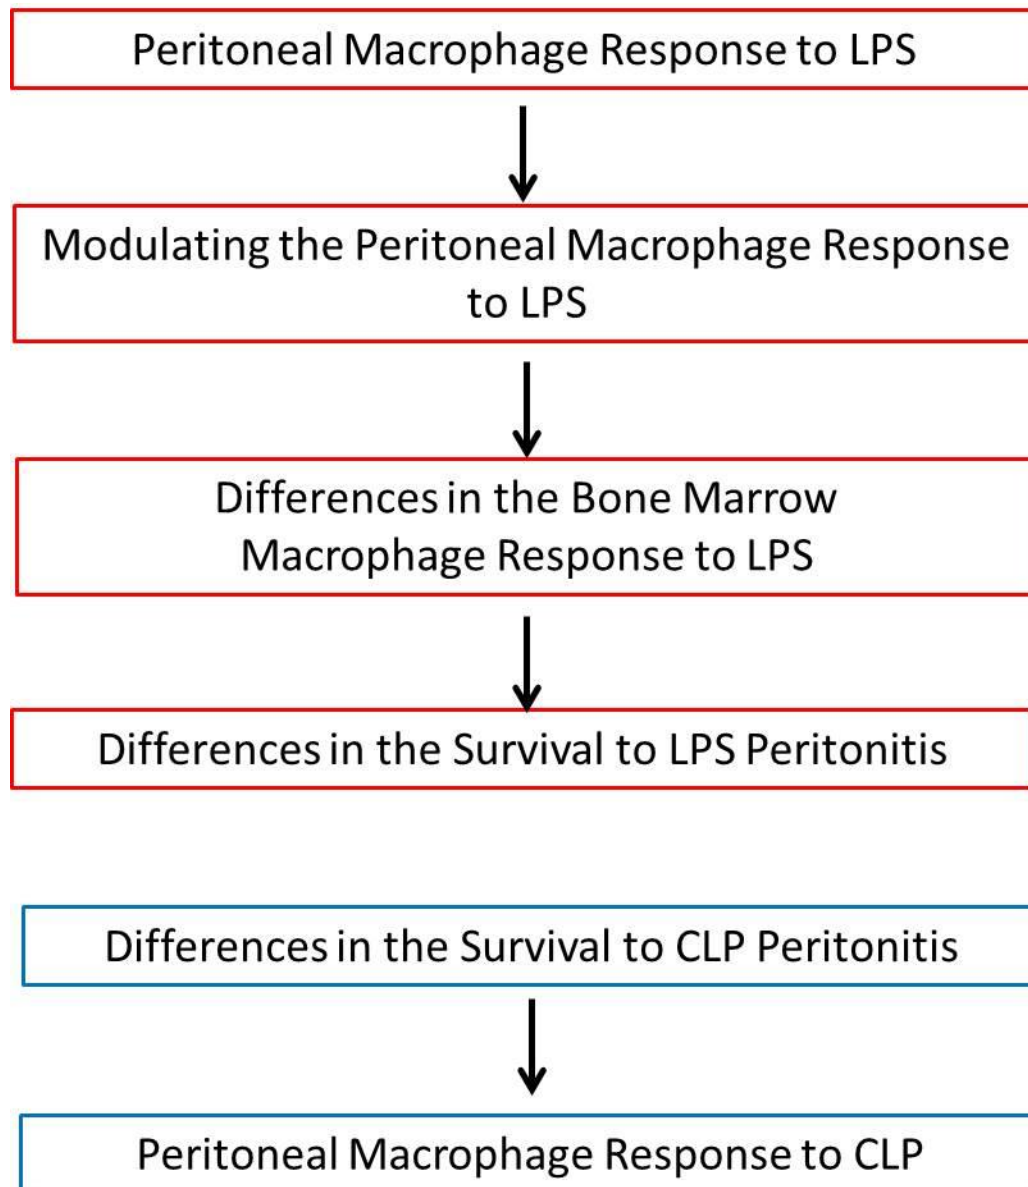 Peritoneal Macrophage Response to LPS
Modulating the Peritoneal Macrophage Response
to LPS
Differences in the Bone Marrow
Macrophage Response to LPS
Differences in the Survival to LPS Peritonitis
Differences in the Survival to CLP Peritonitis
Peritoneal Macrophage Response to CLP